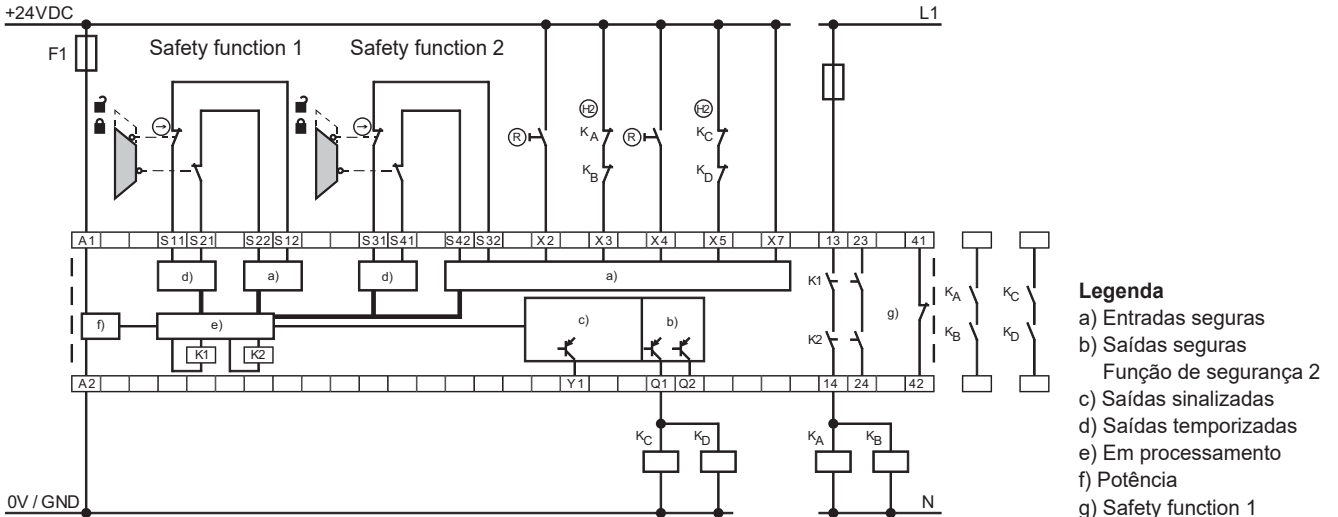 +24VDC L1
F1 Safety function 1 Safety function 2
H2 H2
R KA R KC
KB KD
A1 S11 S21 S22 S12 S31 S41 S42 S32 X2 X3 X4 X5 X7 13 23 41
d) a) d) a) K1
f) e) c) b) g) KA KC
K1 K2 K2 KB KD
A2 Y1 Q1 Q2 14 24 42
KC KD KA KB
0V / GND N
Legenda
a) Entradas seguras
b) Saídas seguras
Função de segurança 2
c) Saídas sinalizadas
d) Saídas temporizadas
e) Em processamento
f) Potência
g) Safety function 1